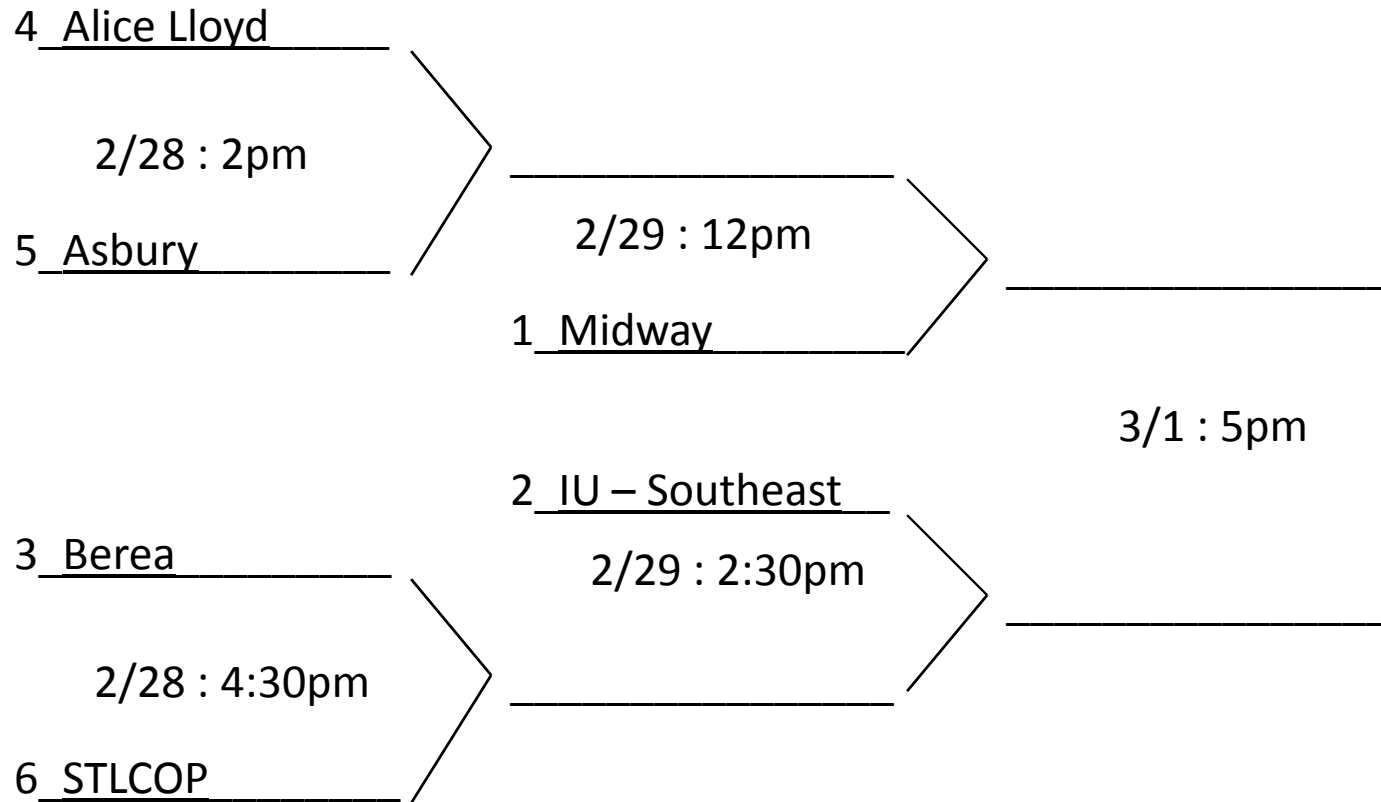 4 Alice Lloyd
2/28 : 2pm
5 Asbury
2/29 : 12pm
1 Midway
3/1 : 5pm
2 IU – Southeast
3 Berea
2/29 : 2:30pm
2/28 : 4:30pm
6 STLCOP